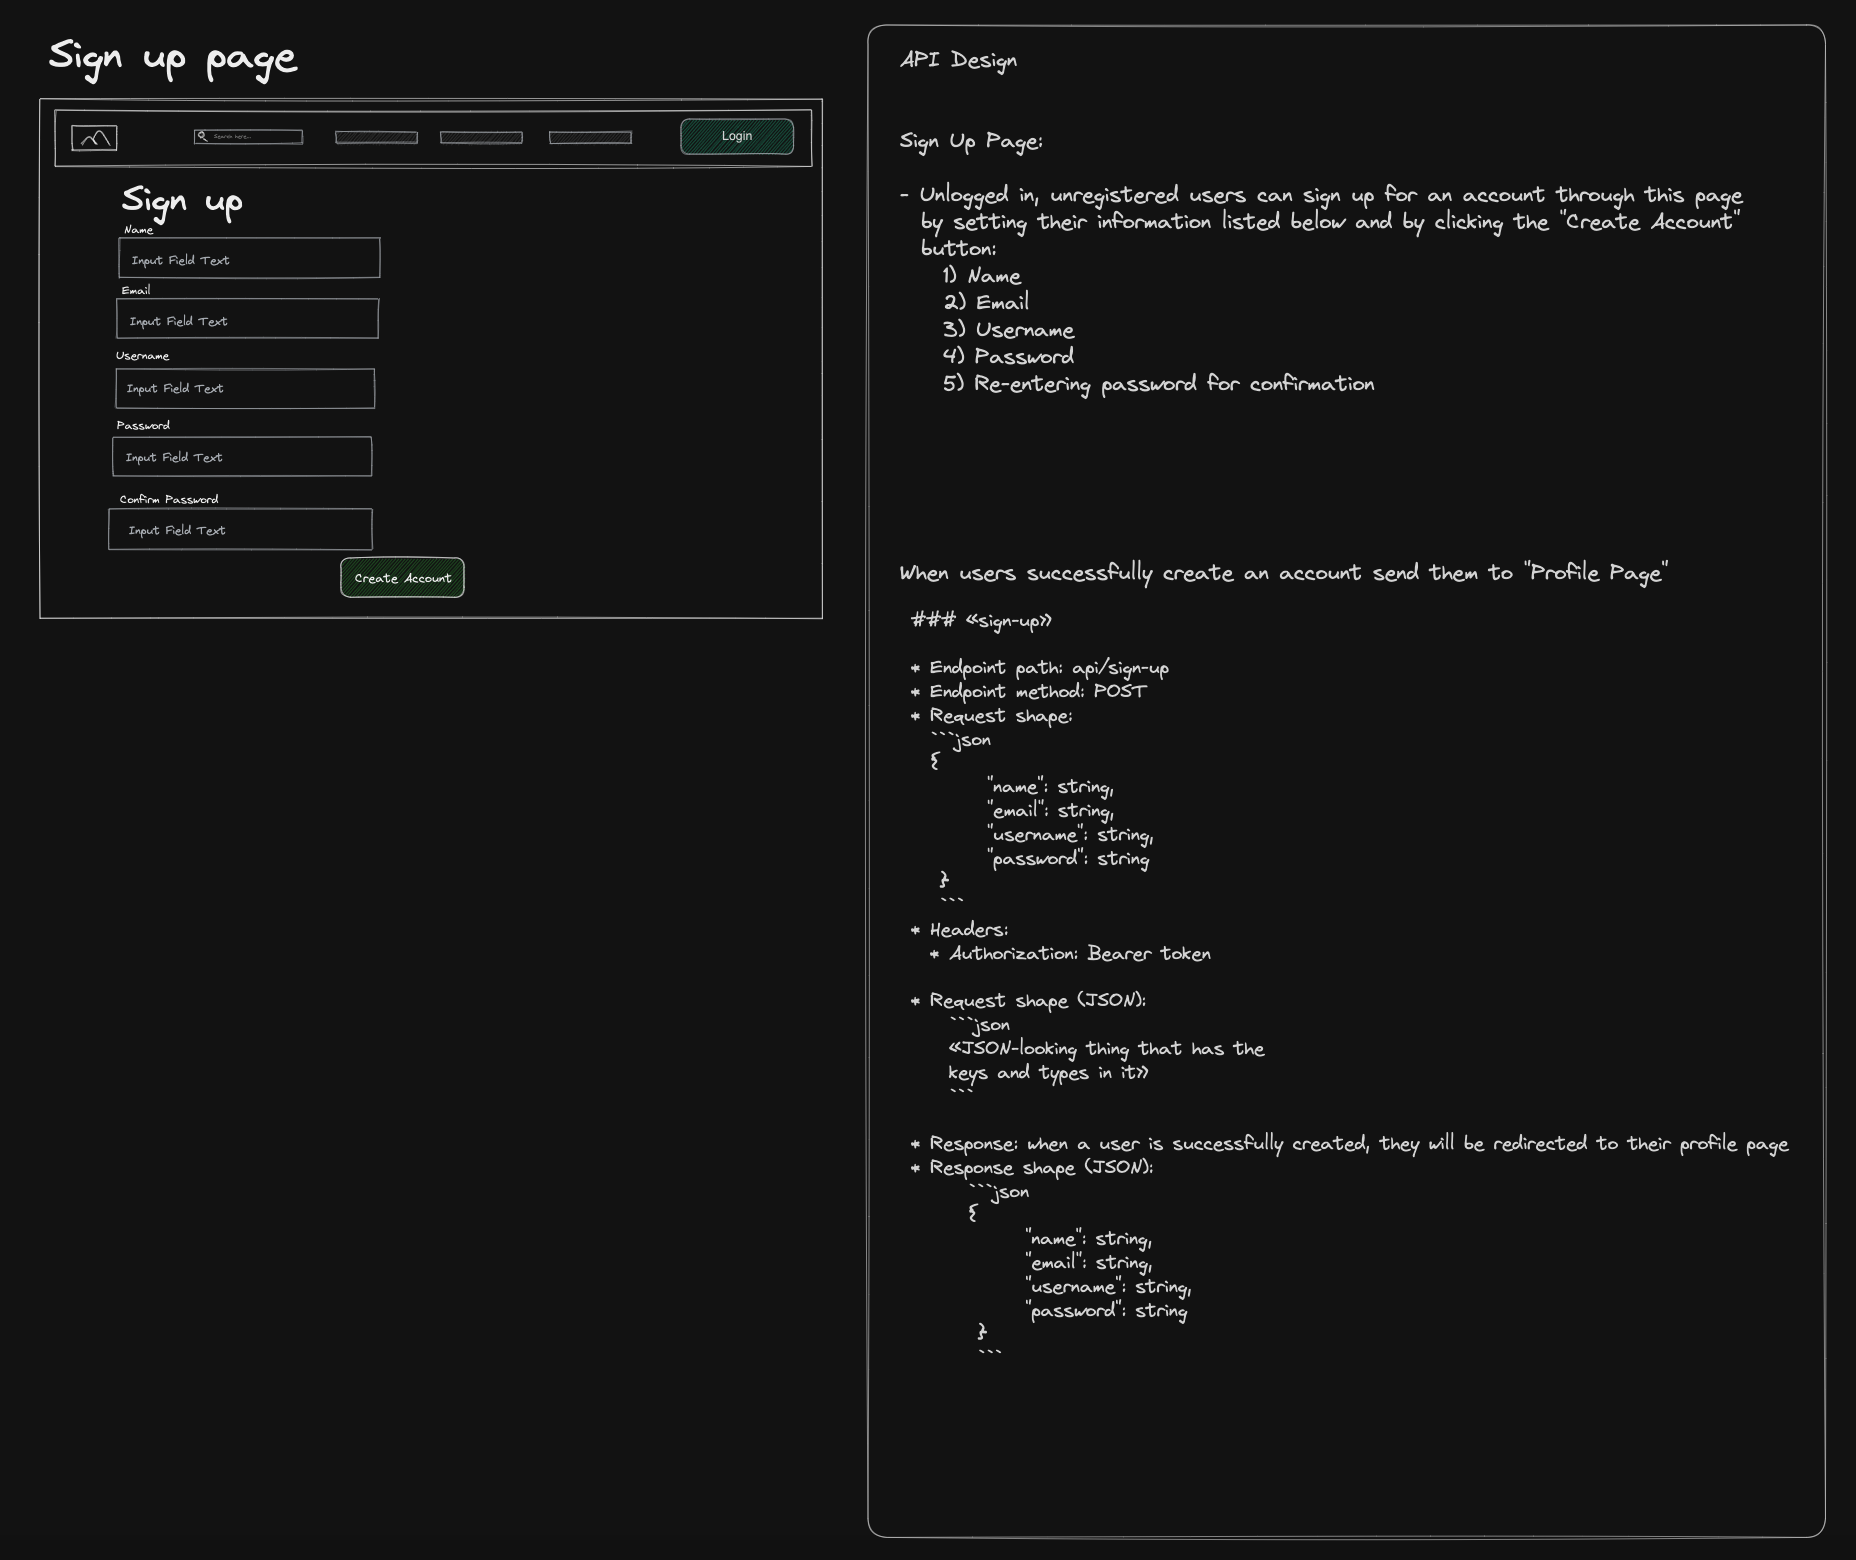 Sign up page
Search here...
Login
Sign up
Name
Input Field Text
Email
Input Field Text
Username
Input Field Text
Password
Input Field Text
Confirm Password
Input Field Text
Create Account
API Design
Sign Up Page:
- Unlogged in, unregistered users can sign up for an account through this page
by setting their information listed below and by clicking the "Create Account"
button:
1) Name
2) Email
3) Username
4) Password
5) Re-entering password for confirmation
When users successfully create an account send them to "Profile Page"
### «sign-up»
* Endpoint path: api/sign-up
* Endpoint method: POST
* Request shape:
```json
{
"name": string,
"email": string,
"username": string,
"password": string
}
```
* Headers:
* Authorization: Bearer token
* Request shape (JSON):
```json
«JSON-looking thing that has the
keys and types in it»
```
* Response: when a user is successfully created, they will be redirected to their profile page
* Response shape (JSON):
```json
{
"name": string,
"email": string,
"username": string,
"password": string
}
```